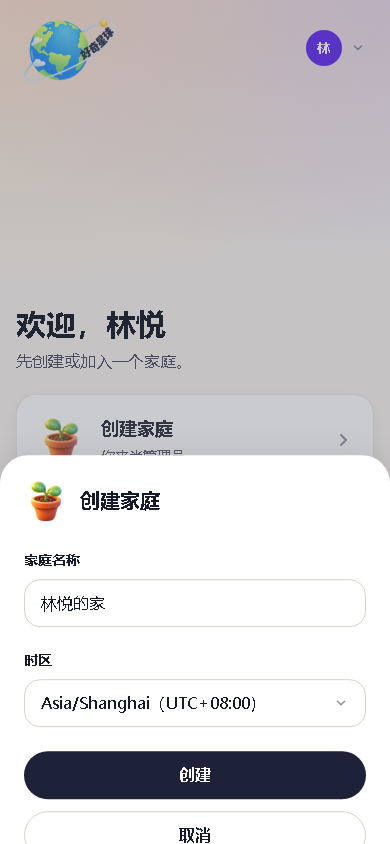 好奇星球
林
欢迎，林悦
先创建或加入一个家庭。
创建家庭
创建家庭
家庭名称
林悦的家
时区
Asia/Shanghai（UTC+08:00）
创建
取消